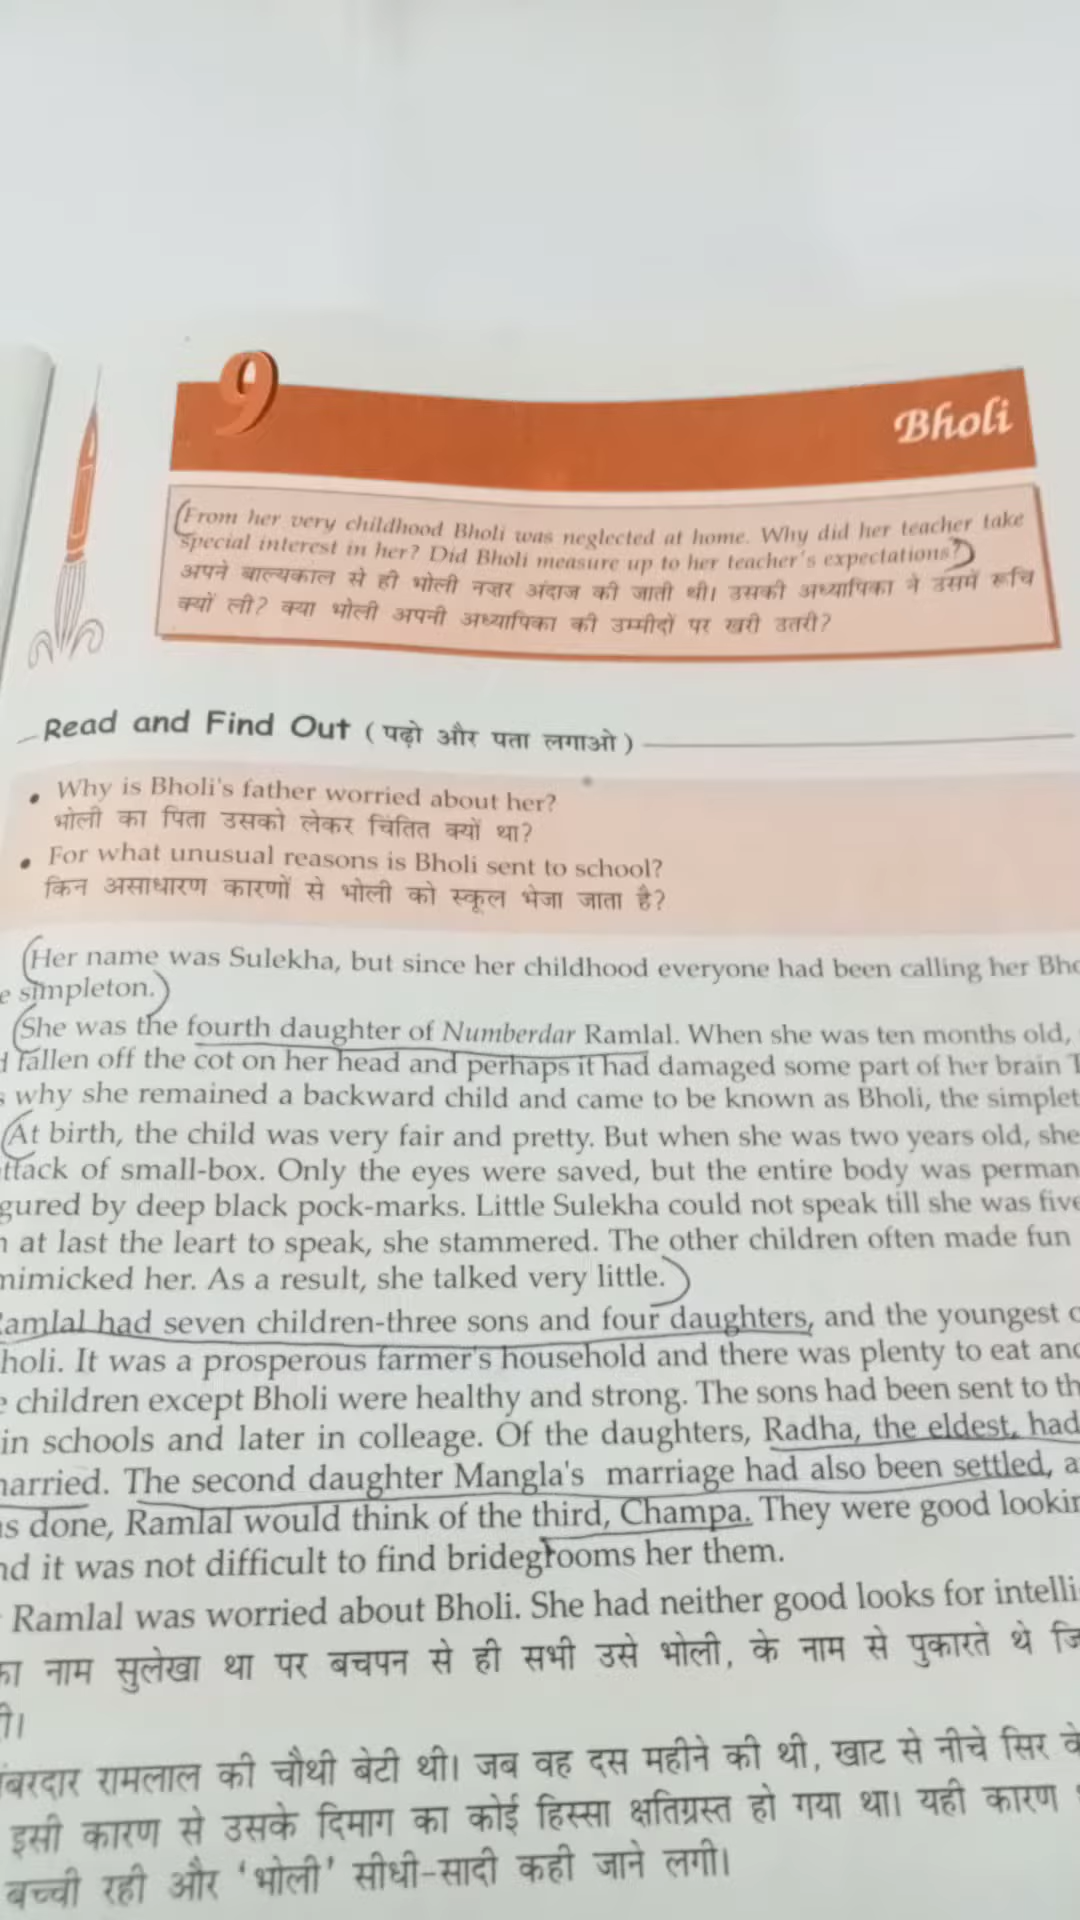 9
Bholi
From her very childhood Bholi was neglected at home. Why did her teacher take
special interest in her? Did Bholi measure up to her teacher's expectations?
अपने बाल्यकाल से ही भोली नज़र अंदाज की जाती थी। उसकी अध्यापिका ने उसमें रूचि
क्यों ली? क्या भोली अपनी अध्यापिका की उम्मीदों पर खरी उतरी?
Read and Find Out (पढ़ो और पता लगाओ)
• Why is Bholi's father worried about her?
भोली का पिता उसको लेकर चिंतित क्यों था?
• For what unusual reasons is Bholi sent to school?
किन असाधारण कारणों से भोली को स्कूल भेजा जाता है?
Her name was Sulekha, but since her childhood everyone had been calling her
simpleton.
She was the fourth daughter of Numberdar Ramlal. When she was ten months old,
fallen off the cot on her head and perhaps it had damaged some part of her brain
why she remained a backward child and came to be known as Bholi, the
At birth, the child was very fair and pretty. But when she was two years old, she
of small-box. Only the eyes were saved, but the entire body was
by deep black pock-marks. Little Sulekha could not speak till she was five
at last the leart to speak, she stammered. The other children often made fun
mimicked her. As a result, she talked very little.
Ramlal had seven children-three sons and four daughters, and the youngest
It was a prosperous farmer's household and there was plenty to eat and
children except Bholi were healthy and strong. The sons had been sent to
in schools and later in colleage. Of the daughters, Radha, the eldest, had
married. The second daughter Mangla's marriage had also been settled,
done, Ramlal would think of the third, Champa. They were good
it was not difficult to find bridegrooms her them.
Ramlal was worried about Bholi. She had neither good looks for
नाम सुलेखा था पर बचपन से ही सभी उसे भोली, के नाम से पुकारते थे
रामलाल की चौथी बेटी थी। जब वह दस महीने की थी, खाट से नीचे सिर
इसी कारण से उसके दिमाग का कोई हिस्सा क्षतिग्रस्त हो गया था। यही कारण
बच्ची रही और 'भोली' सीधी-सादी कही जाने लगी।